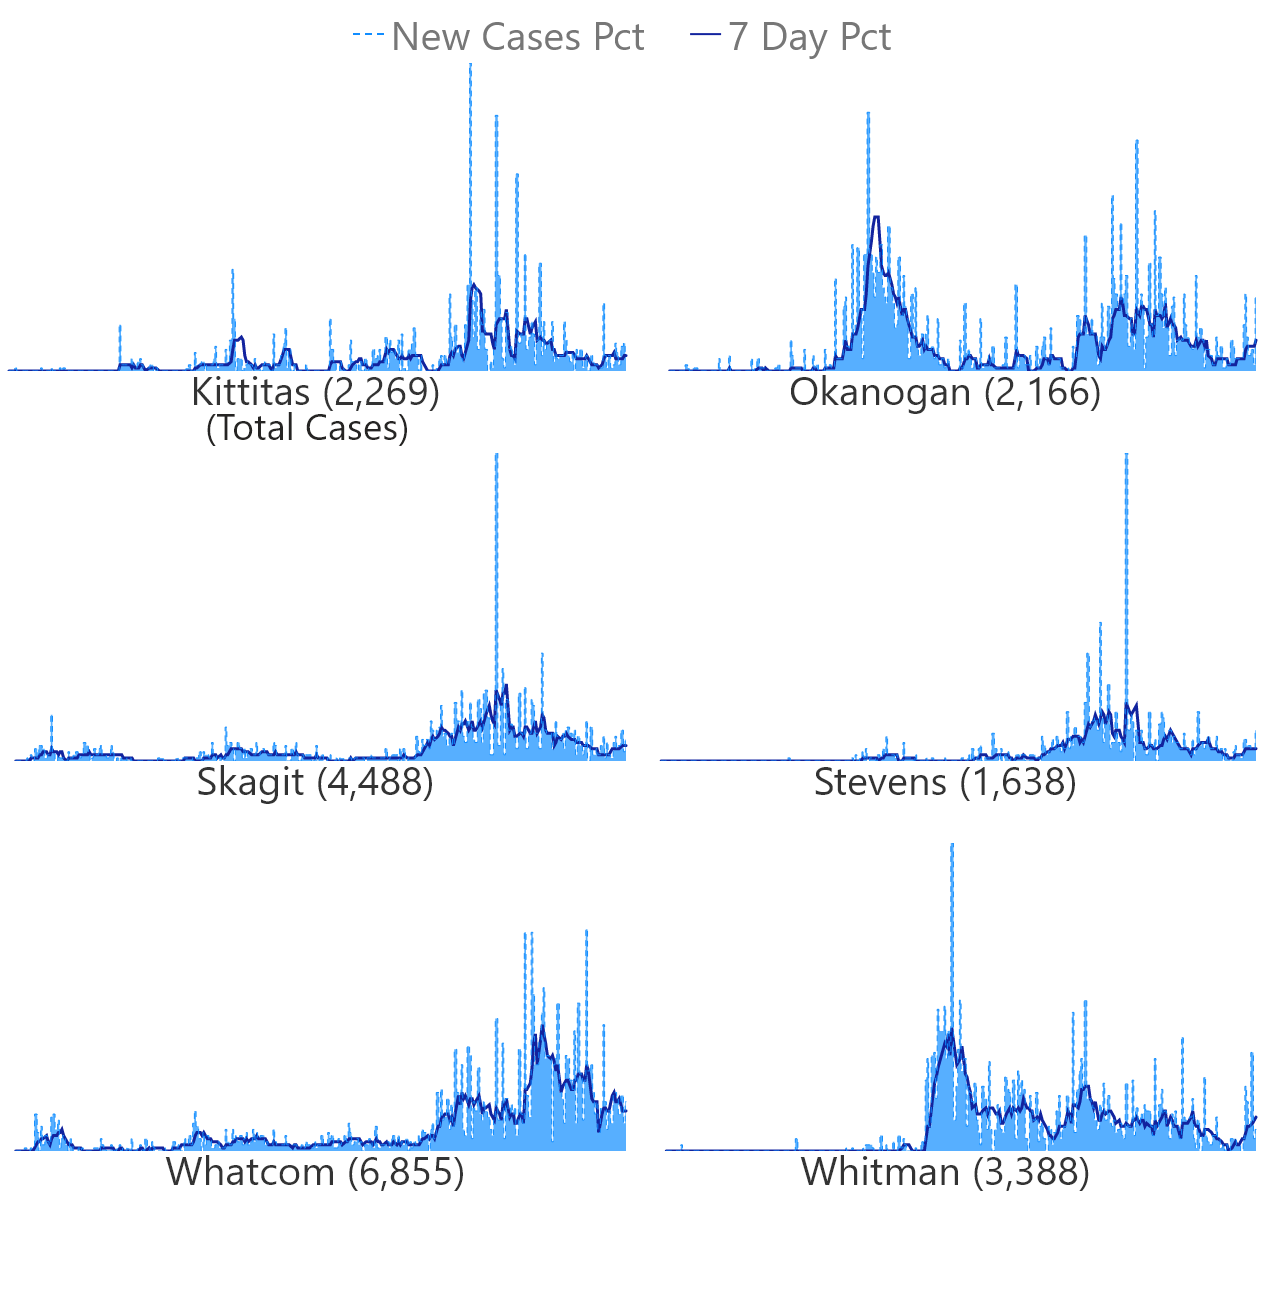 New Cases Pct 7 Day Pct
Kittitas (2,269) Okanogan (2,166)
(Total Cases)
Skagit (4,488) Stevens (1,638)
Whatcom (6,855) Whitman (3,388)